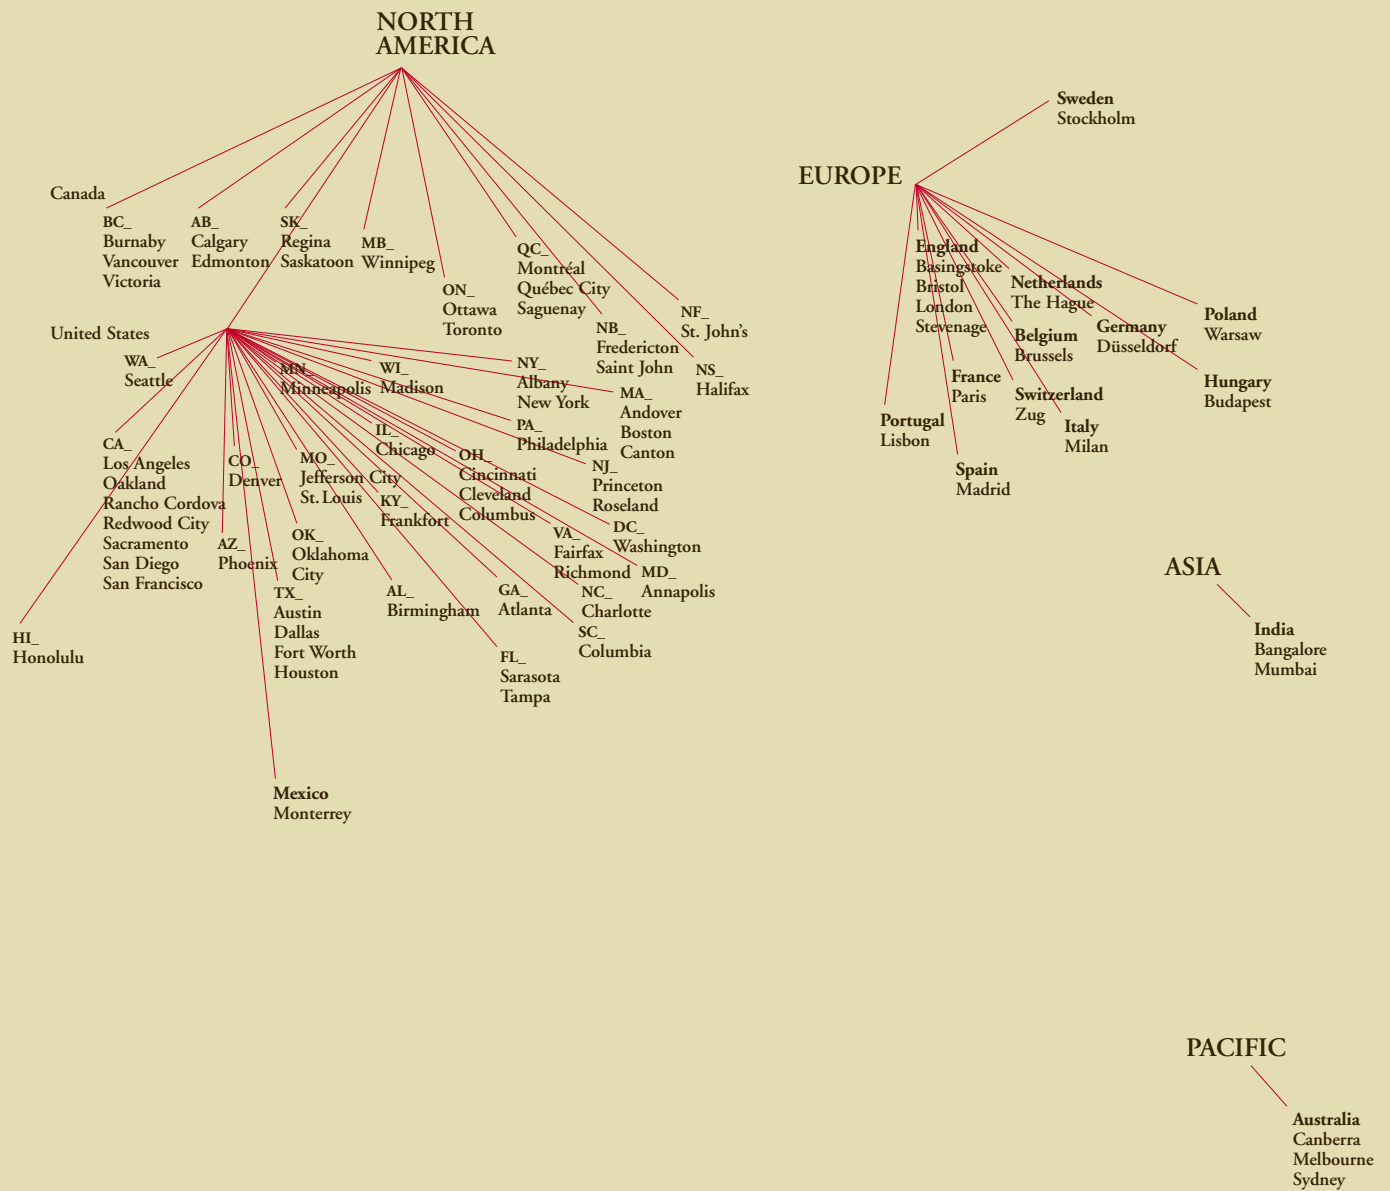 NORTH
AMERICA
Canada
BC_
Burnaby
Vancouver
Victoria
AB_
Calgary
Edmonton
SK_
Regina
Saskatoon
MB_
Winnipeg
ON_
Ottawa
Toronto
QC_
Montréal
Québec City
Saguenay
NB_
Fredericton
Saint John
NF_
St. John's
NS_
Halifax
United States
WA_
Seattle
MN_
Minneapolis
WI_
Madison
NY_
Albany
New York
MA_
Andover
Boston
Canton
CA_
Los Angeles
Oakland
Rancho Cordova
Redwood City
Sacramento
San Diego
San Francisco
CO_
Denver
MO_
Jefferson City
St. Louis
IL_
Chicago
OH_
Cincinnati
Cleveland
Columbus
PA_
Philadelphia
NJ_
Princeton
Roseland
KY_
Frankfort
AZ_
Phoenix
OK_
Oklahoma
City
VA_
Fairfax
Richmond
DC_
Washington
MD_
Annapolis
TX_
Austin
Dallas
Fort Worth
Houston
AL_
Birmingham
GA_
Atlanta
NC_
Charlotte
SC_
Columbia
HI_
Honolulu
FL_
Sarasota
Tampa
Mexico
Monterrey
EUROPE
Sweden
Stockholm
England
Basingstoke
Bristol
London
Stevenage
Netherlands
The Hague
Belgium
Brussels
Germany
Düsseldorf
Poland
Warsaw
France
Paris
Switzerland
Zug
Hungary
Budapest
Portugal
Lisbon
Italy
Milan
Spain
Madrid
ASIA
India
Bangalore
Mumbai
PACIFIC
Australia
Canberra
Melbourne
Sydney